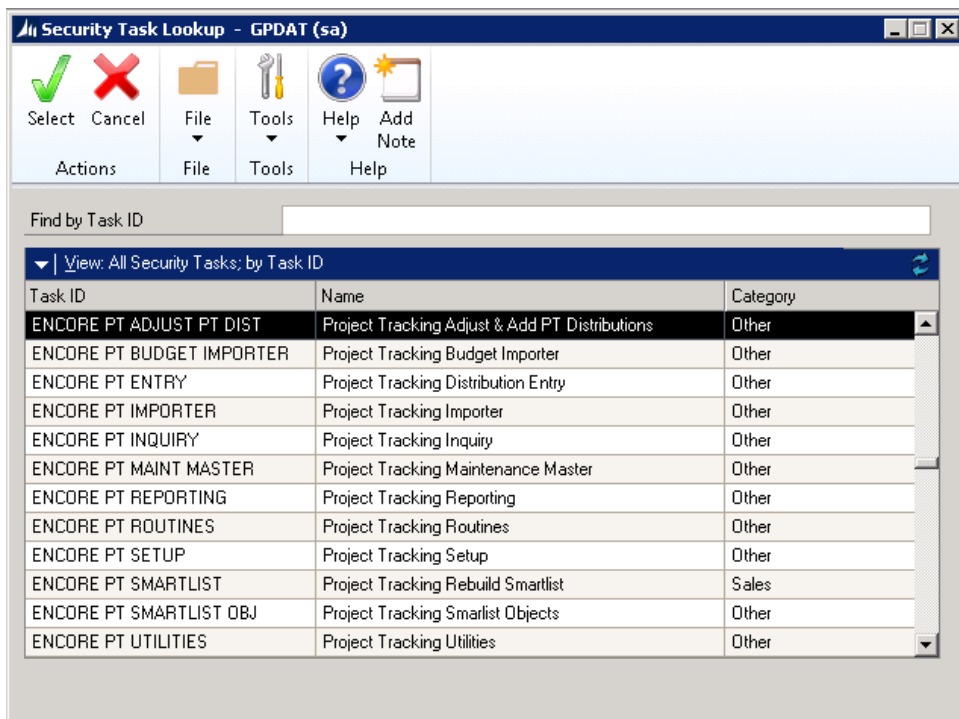 Security Task Lookup - GPDAT (sa)
Select Cancel File Tools Help Add Note
Actions File Tools Help
Find by Task ID
View: All Security Tasks; by Task ID
Task ID Name Category
ENCORE PT ADJUST PT DIST Project Tracking Adjust & Add PT Distributions Other
ENCORE PT BUDGET IMPORTER Project Tracking Budget Importer Other
ENCORE PT ENTRY Project Tracking Distribution Entry Other
ENCORE PT IMPORTER Project Tracking Importer Other
ENCORE PT INQUIRY Project Tracking Inquiry Other
ENCORE PT MAINT MASTER Project Tracking Maintenance Master Other
ENCORE PT REPORTING Project Tracking Reporting Other
ENCORE PT ROUTINES Project Tracking Routines Other
ENCORE PT SETUP Project Tracking Setup Other
ENCORE PT SMARTLIST Project Tracking Rebuild Smartlist Sales
ENCORE PT SMARTLIST OBJ Project Tracking Smarlist Objects Other
ENCORE PT UTILITIES Project Tracking Utilities Other